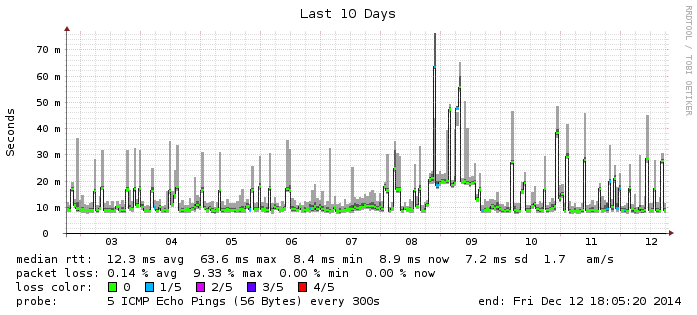 Last 10 Days
RRDTOOL / TOBI OETIKER
Seconds
70 m
60 m
50 m
40 m
30 m
20 m
10 m
0
03 04 05 06 07 08 09 10 11 12
median rtt: 12.3 ms avg 63.6 ms max 8.4 ms min 8.9 ms now 7.2 ms sd 1.7 am/s
packet loss: 0.14 % avg 9.33 % max 0.00 % min 0.00 % now
loss color: 0 1/5 2/5 3/5 4/5
probe: 5 ICMP Echo Pings (56 Bytes) every 300s end: Fri Dec 12 18:05:20 2014